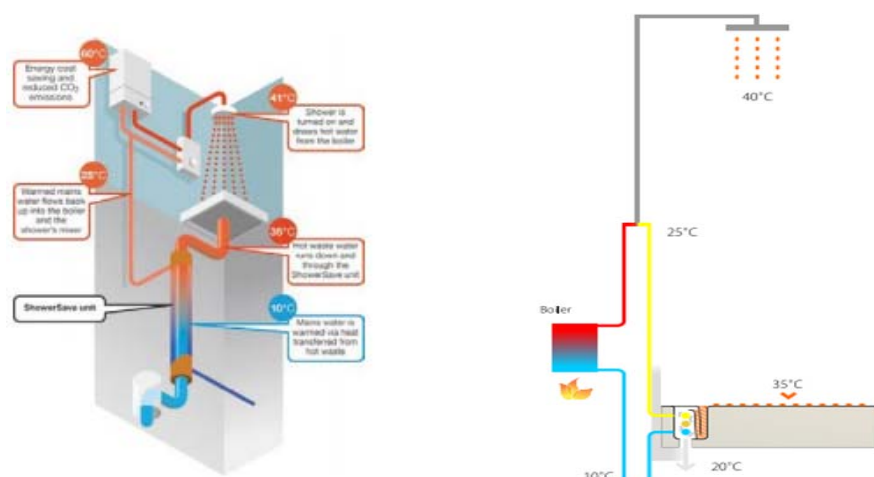 60°C
Energy cost
saving and
reduced CO₂
emissions
41°C
Shower is
turned on and
draws hot water
from the boiler
25°C
Warmed mains
water flows back
up into the boiler
and the
shower's mixer
36°C
Hot waste water
runs down and
through the
ShowerSave unit
ShowerSave unit
10°C
Mains water is
warmed via heat
transferred from
hot waste
40°C
25°C
Boiler
35°C
20°C
10°C